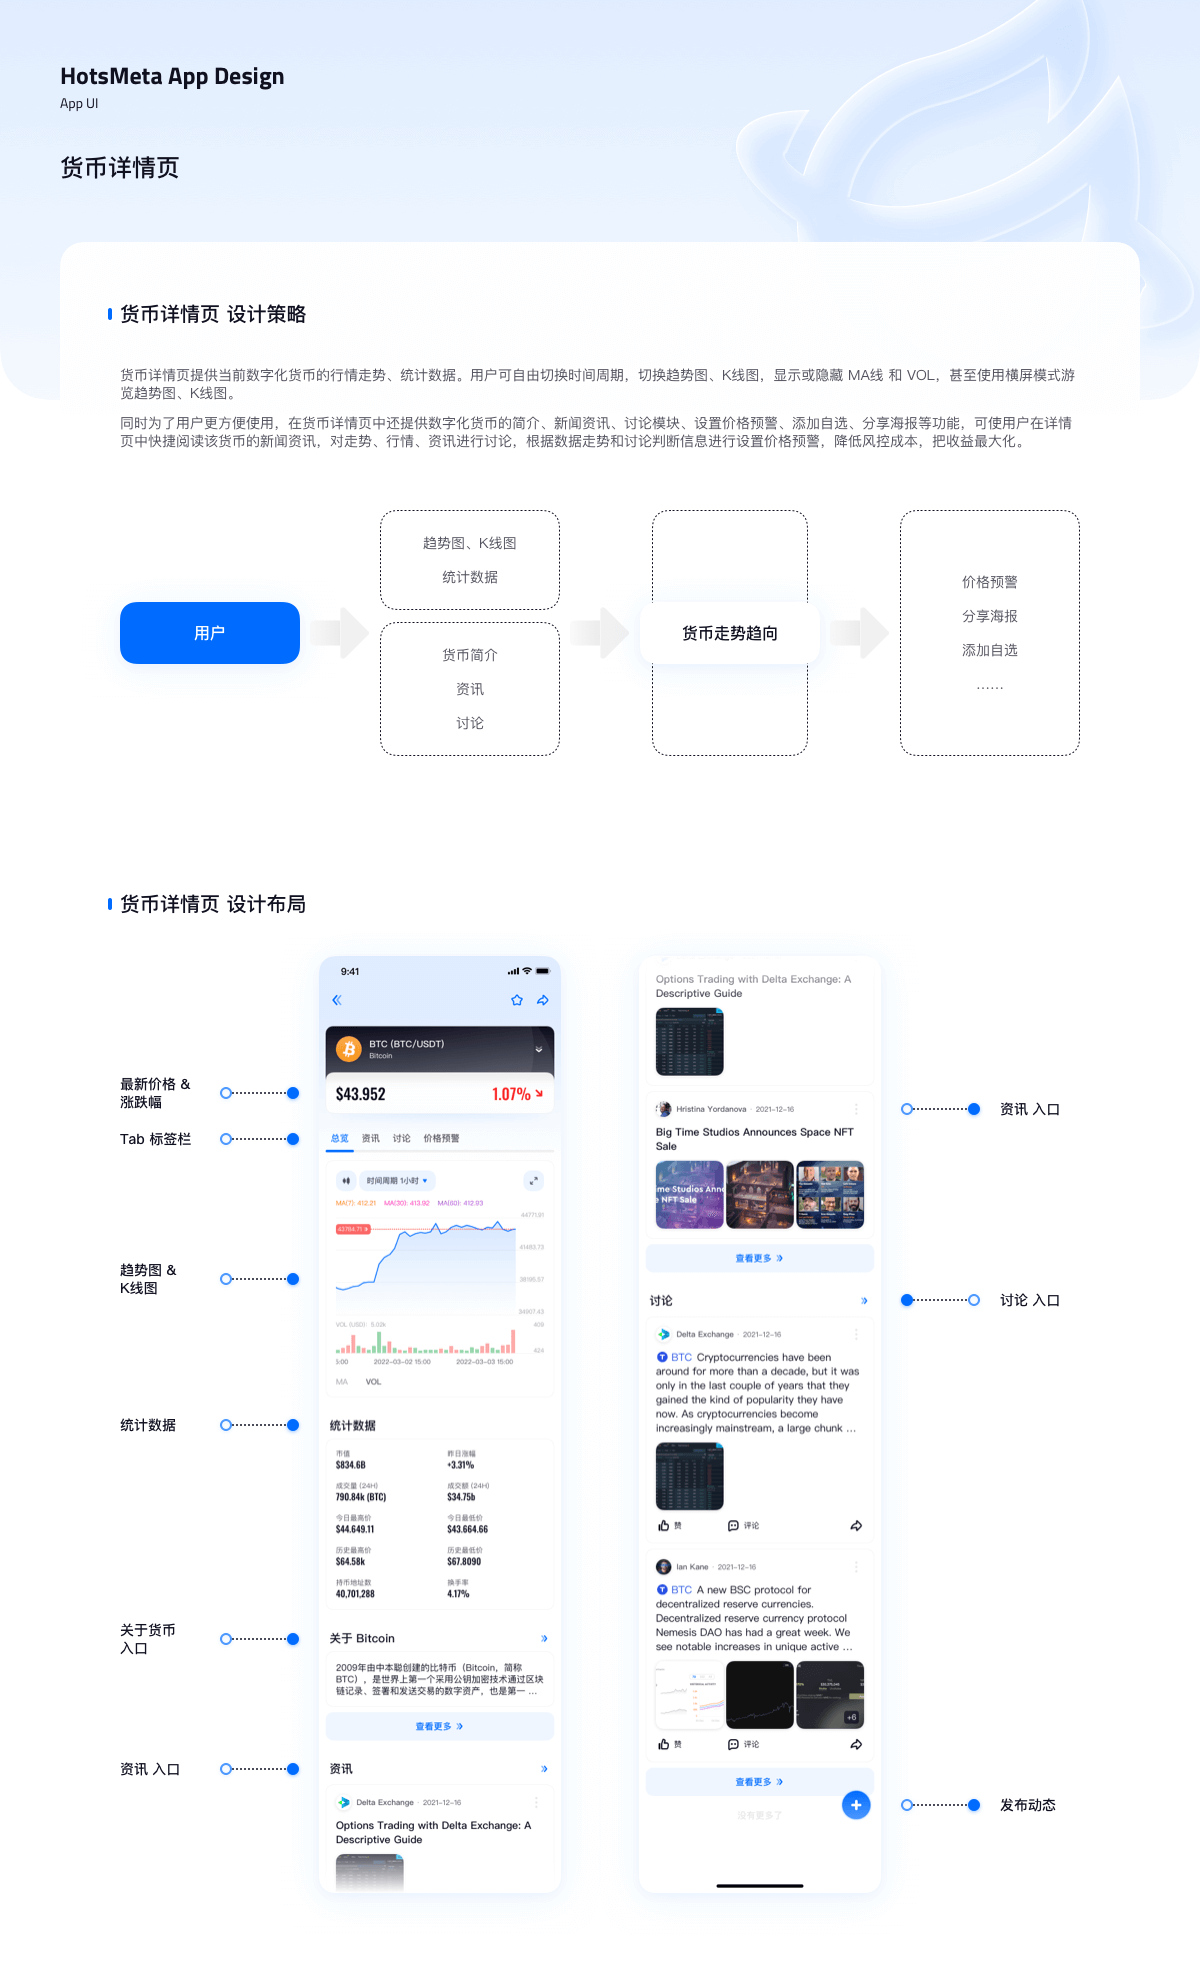 HotsMeta App Design
App UI
货币详情页
货币详情页 设计策略
货币详情页提供当前数字化货币的行情走势、统计数据。用户可自由切换时间周期，切换趋势图、K线图，显示或隐藏 MA线 和 VOL，甚至使用横屏模式游
览趋势图、K线图。
同时为了用户更方便使用，在货币详情页中还提供数字化货币的简介、新闻资讯、讨论模块、设置价格预警、添加自选、分享海报等功能，可使用户在详情
页中快捷阅读该货币的新闻资讯，对走势、行情、资讯进行讨论，根据数据走势和讨论判断信息进行设置价格预警，降低风控成本，把收益最大化。
用户
趋势图、K线图
统计数据
货币简介
资讯
讨论
货币走势趋向
价格预警
分享海报
添加自选
……
货币详情页 设计布局
最新价格 &
涨跌幅
Tab 标签栏
趋势图 &
K线图
统计数据
关于货币
入口
资讯 入口
9:41
BTC (BTC/USDT)
Bitcoin
$43.952
1.07%
总览 资讯 讨论 价格预警
时间周期 1小时
MA(7): 412.21 MA(30): 413.92 MA(60): 412.93
44771.91
43784.71
41483.73
38195.57
34907.43
VOL (USD): 5.02k
409
424
5:00 2022-03-02 15:00 2022-03-03 15:00
MA VOL
统计数据
市值 昨日涨幅
$834.6B +3.31%
成交量 (24H) 成交额 (24H)
790.84k (BTC) $34.75b
今日最高价 今日最低价
$44.649.11 $43.664.66
历史最高价 历史最低价
$64.58k $67.8090
持币地址数 换手率
40,701,288 4.17%
关于 Bitcoin
2009年由中本聪创建的比特币（Bitcoin，简称
BTC），是世界上第一个采用公钥加密技术通过区块
链记录、签署和发送交易的数字资产，也是第一 ...
查看更多
资讯
Delta Exchange · 2021-12-16
Options Trading with Delta Exchange: A
Descriptive Guide
Options Trading with Delta Exchange: A
Descriptive Guide
Hristina Yordanova · 2021-12-16
Big Time Studios Announces Space NFT
Sale
me Studios Anno
e NFT Sale
查看更多
讨论
Delta Exchange · 2021-12-16
BTC Cryptocurrencies have been
around for more than a decade, but it was
only in the last couple of years that they
gained the kind of popularity they have
now. As cryptocurrencies become
increasingly mainstream, a large chunk ...
赞 评论
Ian Kane · 2021-12-16
BTC A new BSC protocol for
decentralized reserve currencies.
Decentralized reserve currency protocol
Nemesis DAO has had a great week. We
see notable increases in unique active ...
+6
赞 评论
查看更多
没有更多了
资讯 入口
讨论 入口
发布动态